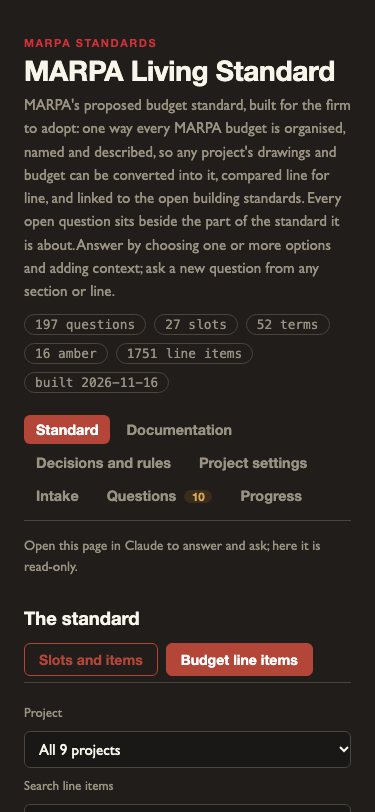 MARPA STANDARDS
MARPA Living Standard
MARPA's proposed budget standard, built for the firm
to adopt: one way every MARPA budget is organised,
named and described, so any project's drawings and
budget can be converted into it, compared line for
line, and linked to the open building standards. Every
open question sits beside the part of the standard it
is about. Answer by choosing one or more options
and adding context; ask a new question from any
section or line.
197 questions 27 slots 52 terms
16 amber 1751 line items
built 2026-11-16
Standard Documentation
Decisions and rules Project settings
Intake Questions 10 Progress
Open this page in Claude to answer and ask; here it is
read-only.
The standard
Slots and items Budget line items
Project
All 9 projects
Search line items